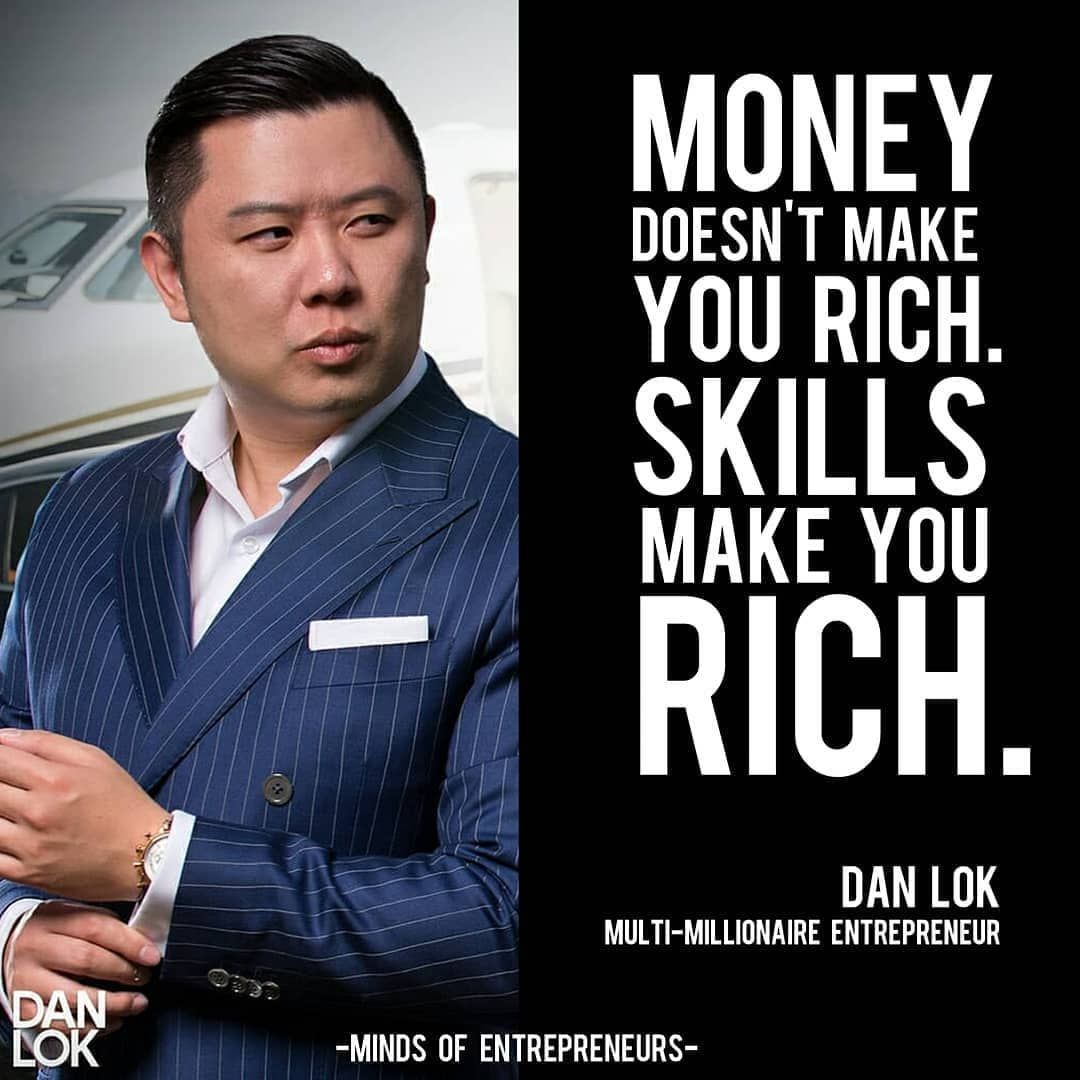 MONEY
DOESN'T MAKE
YOU RICH.
SKILLS
MAKE YOU
RICH.
DAN LOK
MULTI-MILLIONAIRE ENTREPRENEUR
DAN
LOK
-MINDS OF ENTREPRENEURS-